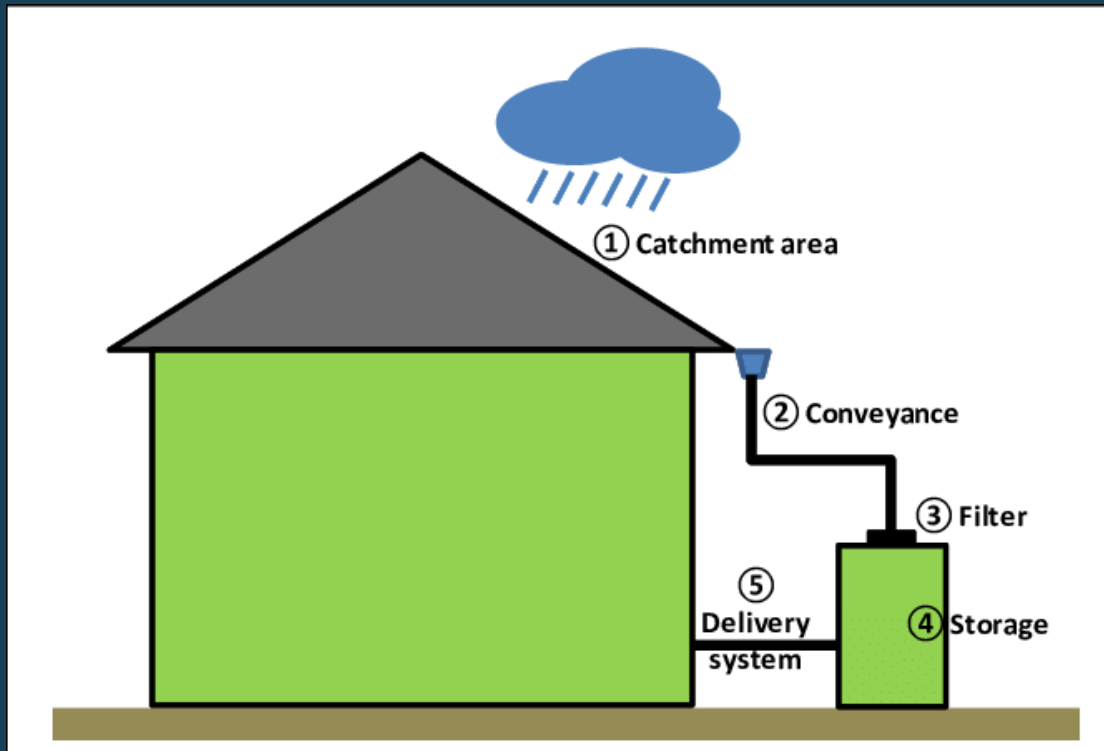 ① Catchment area
② Conveyance
③ Filter
④ Storage
⑤
Delivery
system